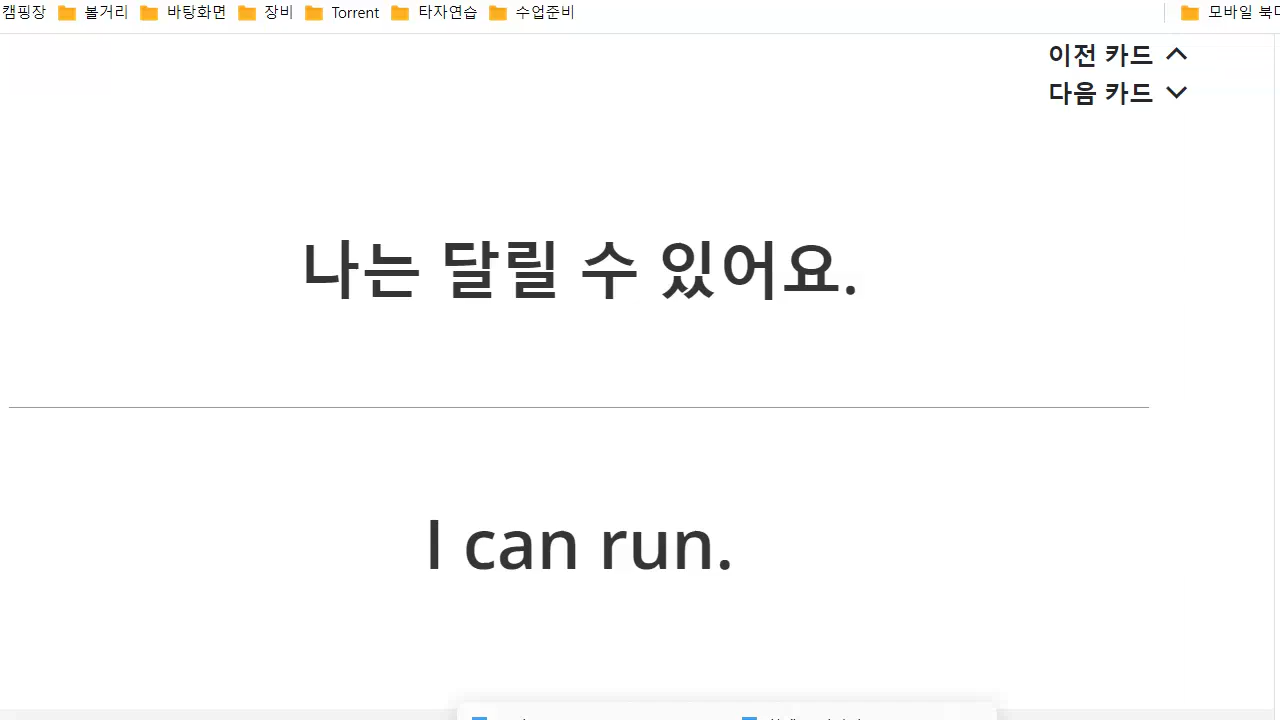 캠핑장 볼거리 바탕화면 장비 Torrent 타자연습 수업준비 모바일
이전 카드
다음 카드
나는 달릴 수 있어요.
I can run.